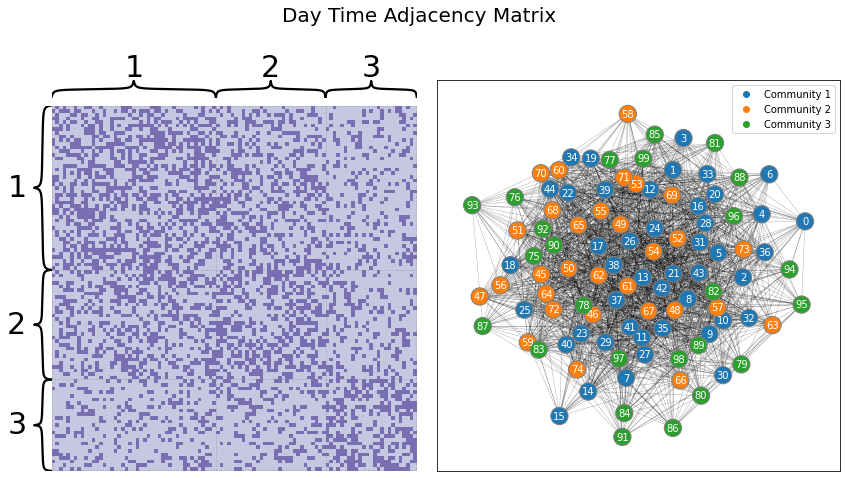 Day Time Adjacency Matrix
1 2 3
1
2
3
Community 1
Community 2
Community 3
58
85 3 81
34 19 77 99
70 60 71 53 1 33 88 6
44 22 39 12 69 20
93 76 68 55 16 96 4 0
51 92 65 49 24 28
90 17 26 52 31 73 36
75 54 5
18 45 50 62 38 13 21 43 2 94
56 64 61 42 82
47 25 72 78 46 37 67 48 8 57 95
87 23 41 35 10 32 63
59 83 40 29 11 9 89
97 27 98 79
74 7 66 30
14 80
15 84 86
91